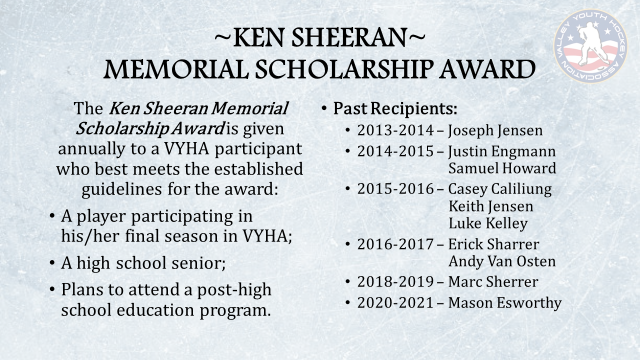 ~KEN SHEERAN~
MEMORIAL SCHOLARSHIP AWARD
VALLEY YOUTH HOCKEY ASSOCIATION
The Ken Sheeran Memorial
Scholarship Award is given
annually to a VYHA participant
who best meets the established
guidelines for the award:
• A player participating in
his/her final season in VYHA;
• A high school senior;
• Plans to attend a post-high
school education program.
• Past Recipients:
• 2013-2014 – Joseph Jensen
• 2014-2015 – Justin Engmann
Samuel Howard
• 2015-2016 – Casey Caliliung
Keith Jensen
Luke Kelley
• 2016-2017 – Erick Sharrer
Andy Van Osten
• 2018-2019 – Marc Sherrer
• 2020-2021 – Mason Esworthy